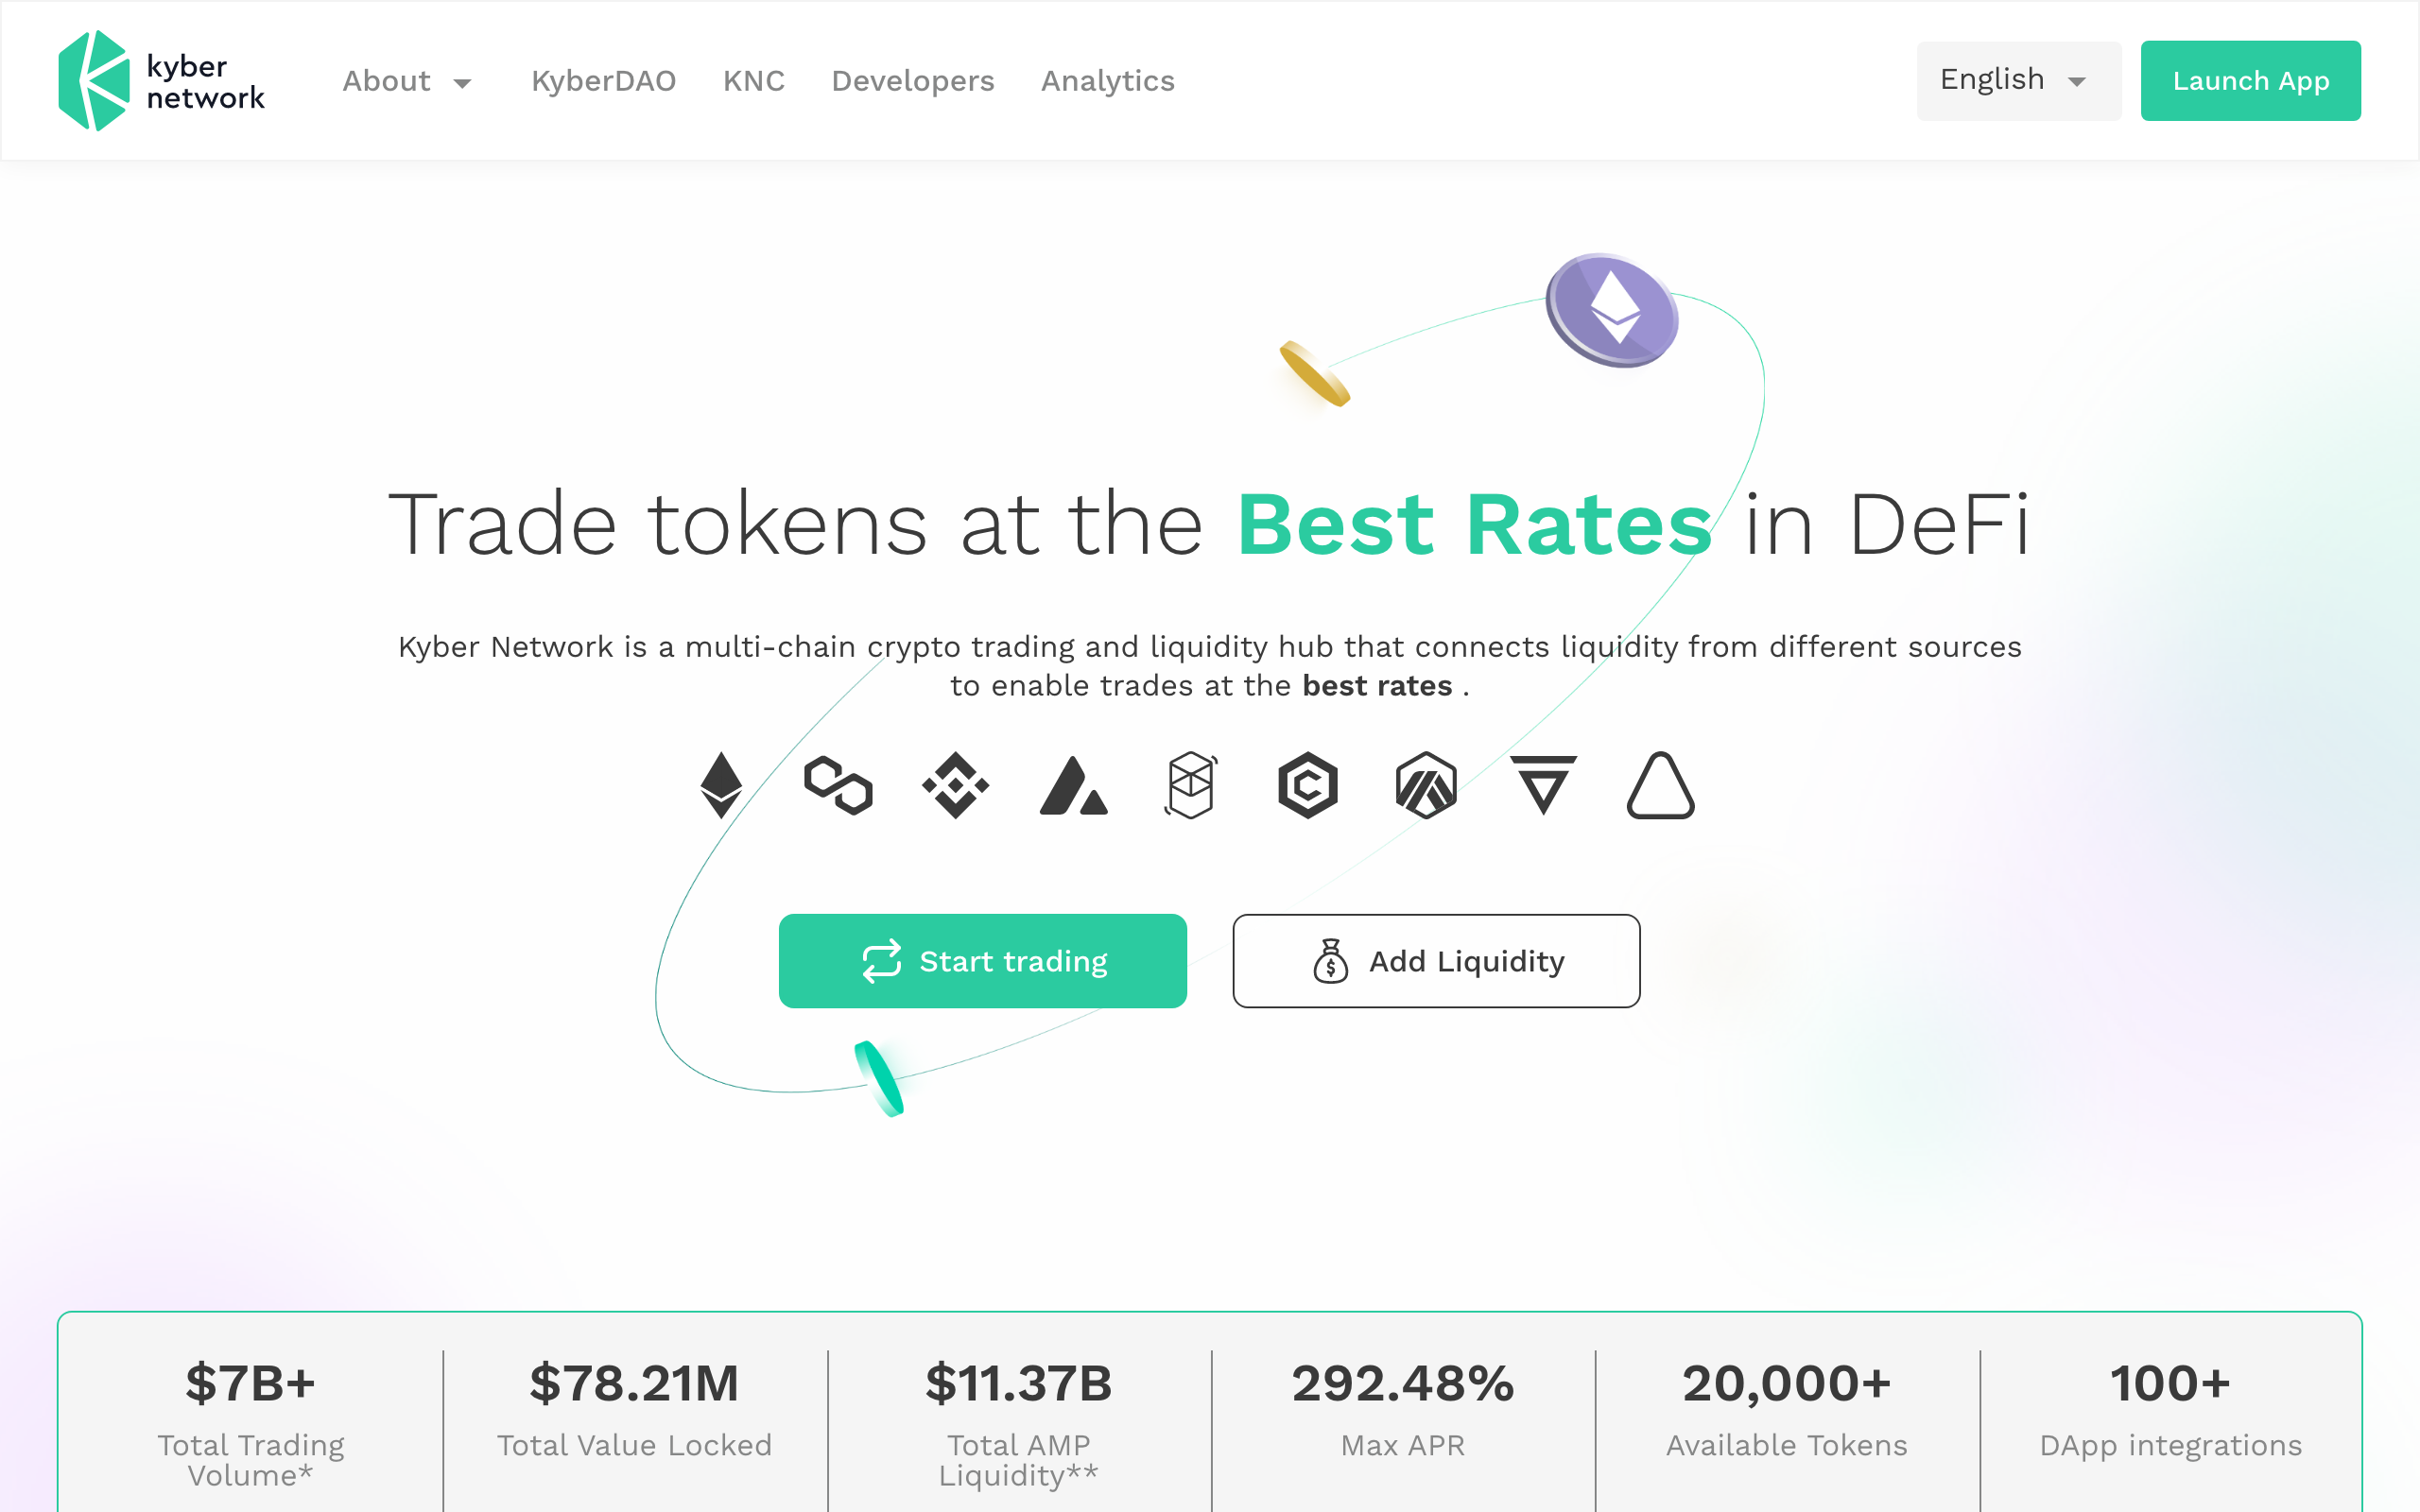 kyber
network
About
KyberDAO
KNC
Developers
Analytics
English
Launch App
Trade tokens at the Best Rates in DeFi
Kyber Network is a multi-chain crypto trading and liquidity hub that connects liquidity from different sources
to enable trades at the best rates .
Start trading
Add Liquidity
$7B+
Total Trading
Volume*
$78.21M
Total Value Locked
$11.37B
Total AMP
Liquidity**
292.48%
Max APR
20,000+
Available Tokens
100+
DApp integrations